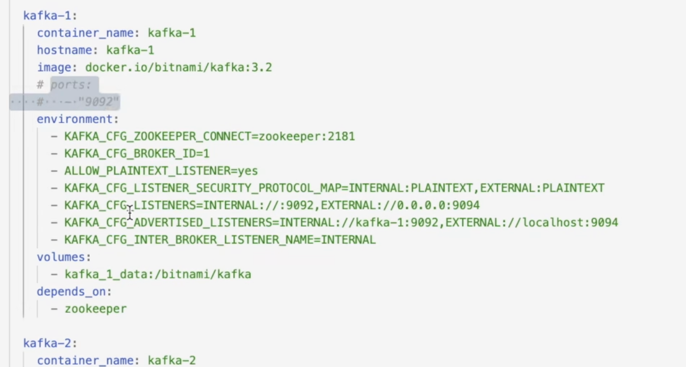 kafka-1:
container_name: kafka-1
hostname: kafka-1
image: docker.io/bitnami/kafka:3.2
# ports:
# - "9092"
environment:
- KAFKA_CFG_ZOOKEEPER_CONNECT=zookeeper:2181
- KAFKA_CFG_BROKER_ID=1
- ALLOW_PLAINTEXT_LISTENER=yes
- KAFKA_CFG_LISTENER_SECURITY_PROTOCOL_MAP=INTERNAL:PLAINTEXT,EXTERNAL:PLAINTEXT
- KAFKA_CFG_LISTENERS=INTERNAL://:9092,EXTERNAL://0.0.0.0:9094
- KAFKA_CFG_ADVERTISED_LISTENERS=INTERNAL://kafka-1:9092,EXTERNAL://localhost:9094
- KAFKA_CFG_INTER_BROKER_LISTENER_NAME=INTERNAL
volumes:
- kafka_1_data:/bitnami/kafka
depends_on:
- zookeeper
kafka-2:
container_name: kafka-2